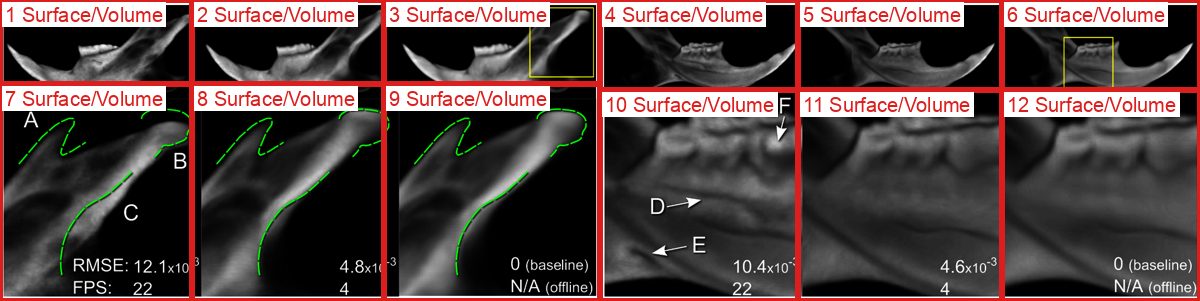 1 Surface/Volume
2 Surface/Volume
3 Surface/Volume
4 Surface/Volume
5 Surface/Volume
6 Surface/Volume
7 Surface/Volume
8 Surface/Volume
9 Surface/Volume
10 Surface/Volume
11 Surface/Volume
12 Surface/Volume
A
B
C
RMSE: 12.1x10⁻³
FPS: 22
4.8x10⁻³
4
0 (baseline)
N/A (offline)
F
D
E
10.4x10⁻³
22
4.6x10⁻³
4
0 (baseline)
N/A (offline)